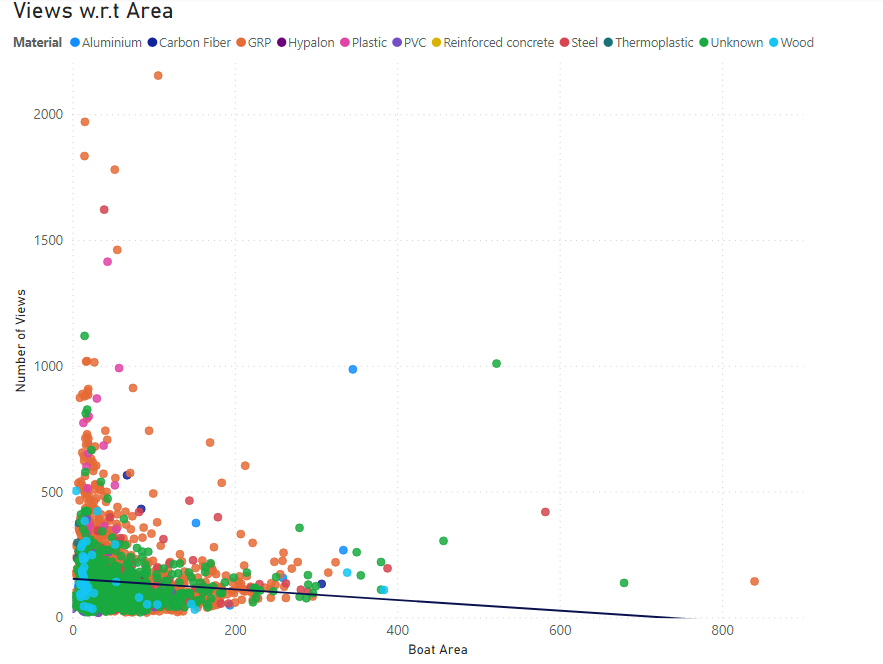 Views w.r.t Area
Material Aluminium Carbon Fiber GRP Hypalon Plastic PVC Reinforced concrete Steel Thermoplastic Unknown Wood
2000
1500
1000
500
0
Number of Views
0 200 400 600 800
Boat Area